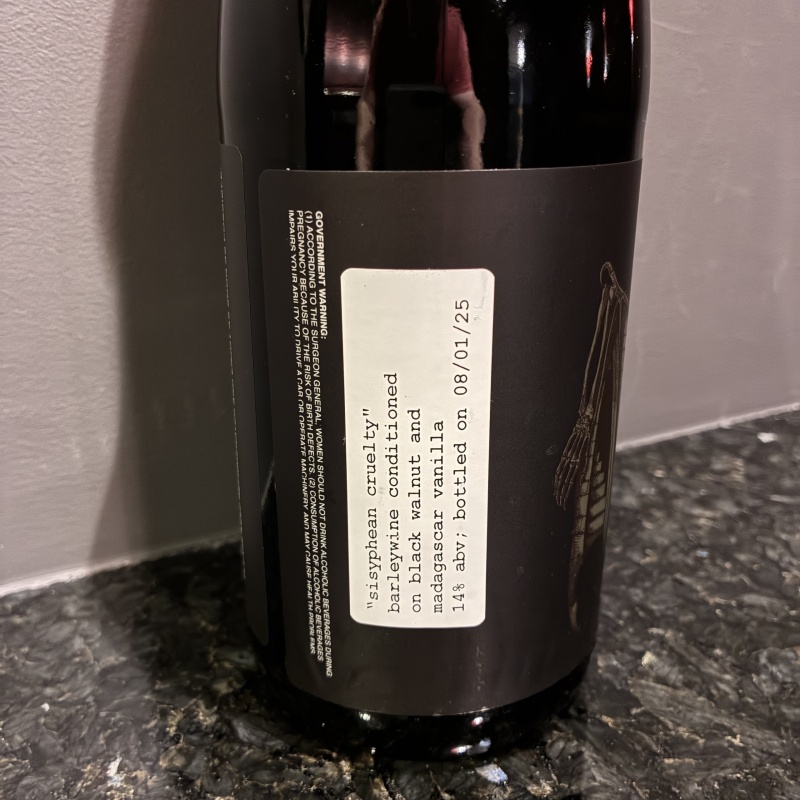 GOVERNMENT WARNING:
(1) ACCORDING TO THE SURGEON GENERAL, WOMEN SHOULD NOT DRINK ALCOHOLIC BEVERAGES DURING
PREGNANCY BECAUSE OF THE RISK OF BIRTH DEFECTS. (2) CONSUMPTION OF ALCOHOLIC BEVERAGES
IMPAIRS YOUR ABILITY TO DRIVE A CAR OR OPERATE MACHINERY, AND MAY CAUSE HEALTH PROBLEMS.
"sisyphean cruelty"
barleywine conditioned
on black walnut and
madagascar vanilla
14% abv; bottled on 08/01/25